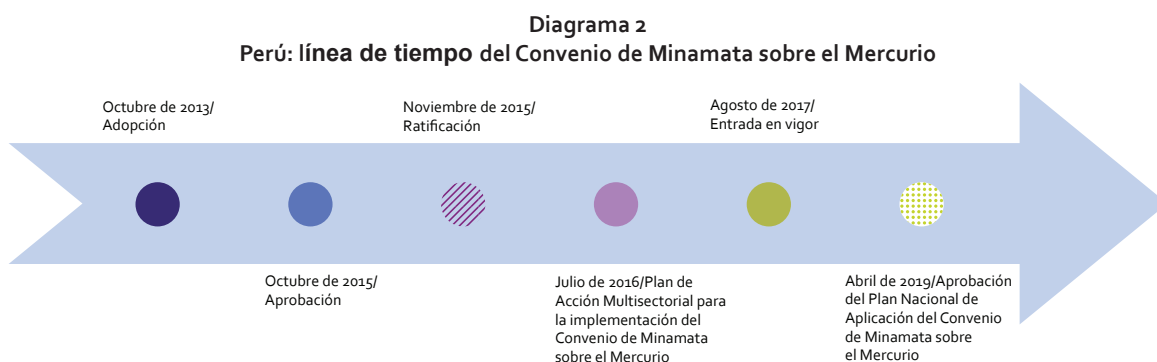 Diagrama 2
Perú: línea de tiempo del Convenio de Minamata sobre el Mercurio
Octubre de 2013/
Adopción
Octubre de 2015/
Aprobación
Noviembre de 2015/
Ratificación
Julio de 2016/Plan de
Acción Multisectorial para
la implementación del
Convenio de Minamata
sobre el Mercurio
Agosto de 2017/
Entrada en vigor
Abril de 2019/Aprobación
del Plan Nacional de
Aplicación del Convenio
de Minamata sobre
el Mercurio